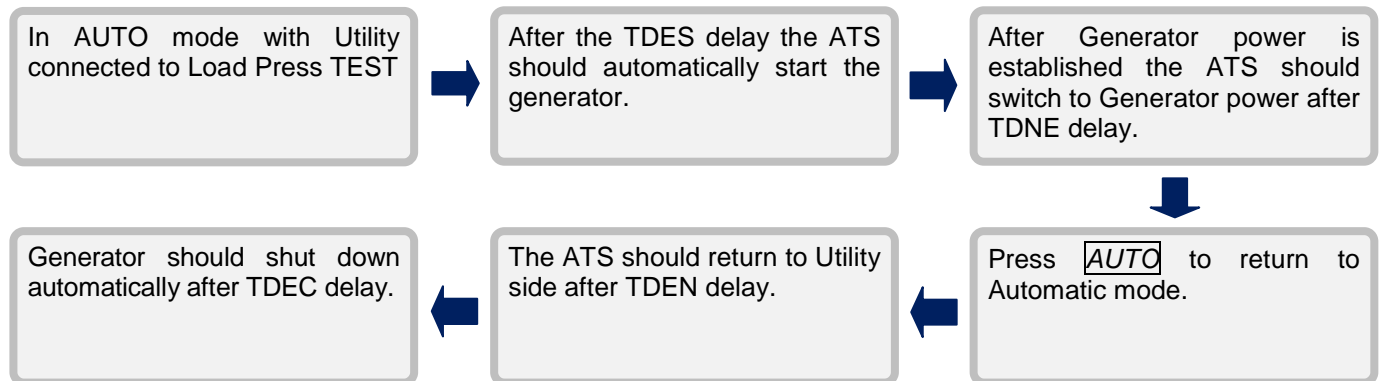 In AUTO mode with Utility
connected to Load Press TEST
After the TDES delay the ATS
should automatically start the
generator.
After Generator power is
established the ATS should
switch to Generator power after
TDNE delay.
Press AUTO to return to
Automatic mode.
The ATS should return to Utility
side after TDEN delay.
Generator should shut down
automatically after TDEC delay.